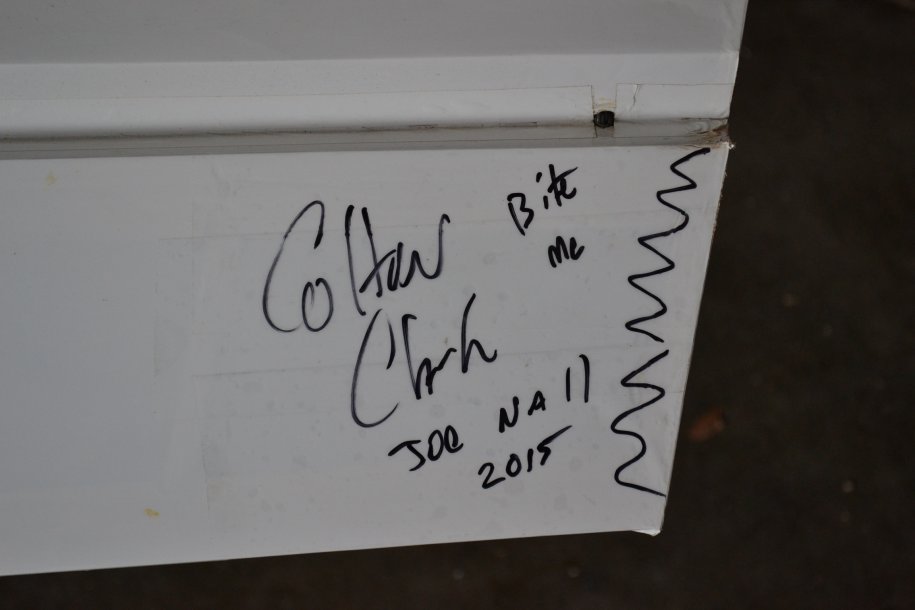 Colton
Clark
Bite
Me
JOE NAll
2015